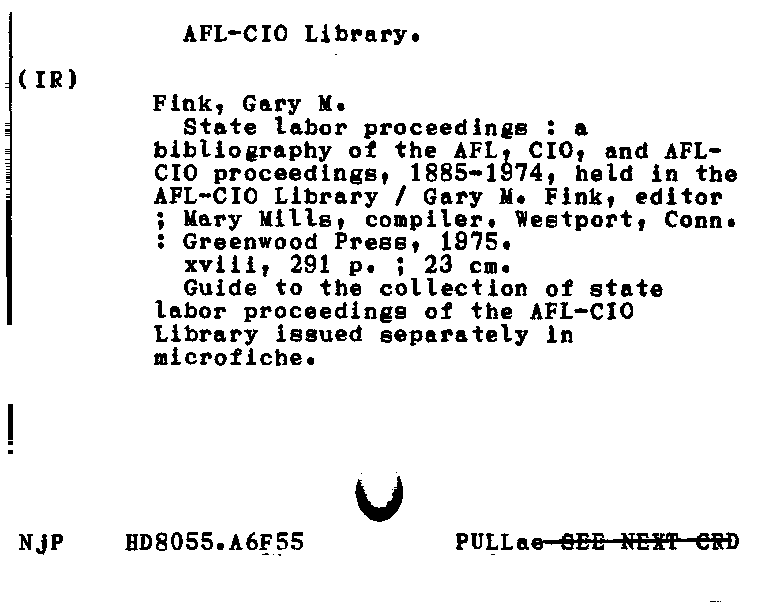 AFL-CIO Library.
(IR)
Fink, Gary M.
State labor proceedings : a
bibliography of the AFL, CIO, and AFL-
CIO proceedings, 1885-1974, held in the
AFL-CIO Library / Gary M. Fink, editor
; Mary Mills, compiler. Westport, Conn.
: Greenwood Press, 1975.
xviii, 291 p. ; 23 cm.
Guide to the collection of state
labor proceedings of the AFL-CIO
Library issued separately in
microfiche.
NjP HD8055.A6F55 PULLae SEE NEXT CRD